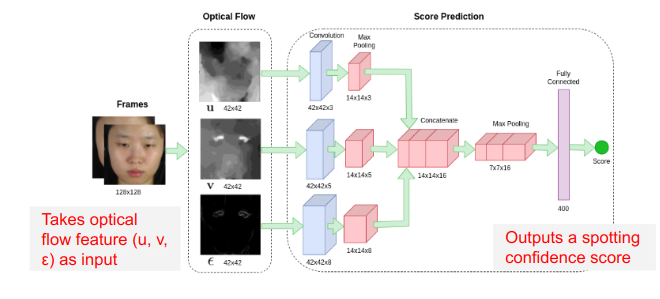 Optical Flow
Score Prediction
Convolution
Max
Pooling
Frames
u 42x42
42x42x3
14x14x3
Fully
Connected
Concatenate
Max Pooling
128x128
v 42x42
42x42x5
14x14x5
14x14x16
7x7x16
Score
Takes optical
flow feature (u, v,
ε) as input
ϵ 42x42
42x42x8
14x14x8
400
Outputs a spotting
confidence score